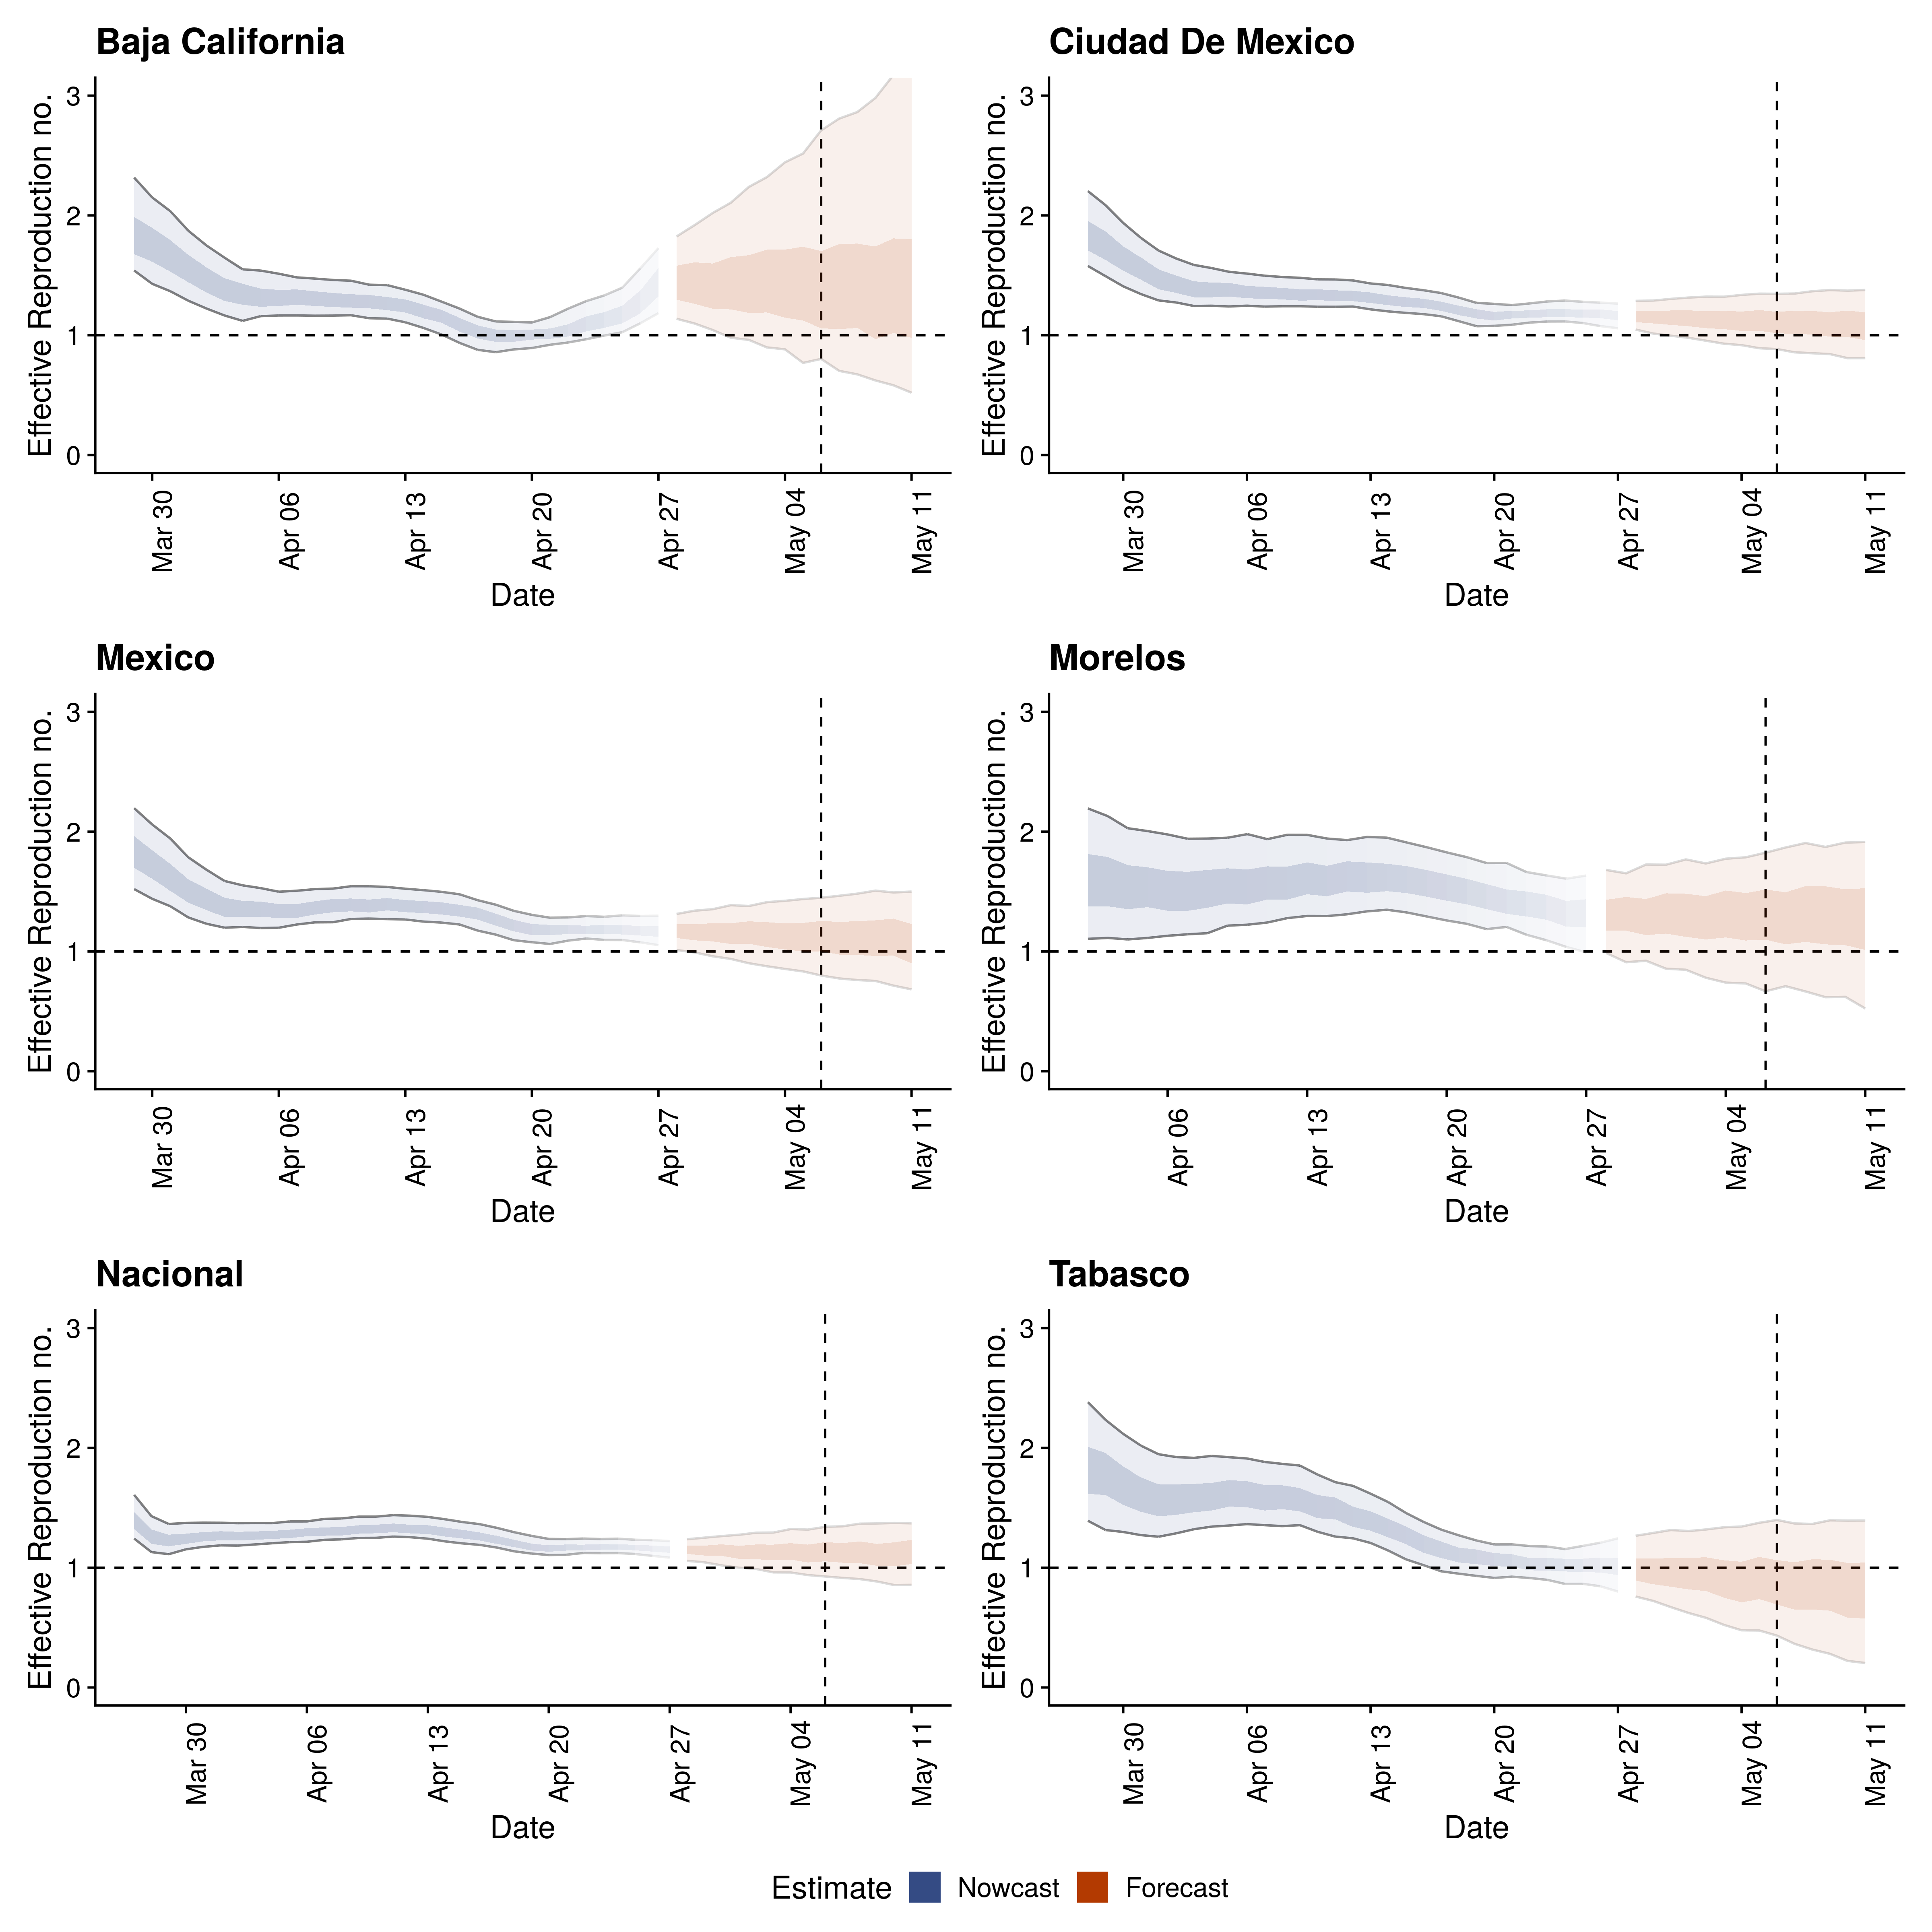 Baja California
Effective Reproduction no.
3
2
1
0
Mar 30
Apr 06
Apr 13
Apr 20
Apr 27
May 04
May 11
Date
Ciudad De Mexico
Effective Reproduction no.
3
2
1
0
Mar 30
Apr 06
Apr 13
Apr 20
Apr 27
May 04
May 11
Date
Mexico
Effective Reproduction no.
3
2
1
0
Mar 30
Apr 06
Apr 13
Apr 20
Apr 27
May 04
May 11
Date
Morelos
Effective Reproduction no.
3
2
1
0
Apr 06
Apr 13
Apr 20
Apr 27
May 04
May 11
Date
Nacional
Effective Reproduction no.
3
2
1
0
Mar 30
Apr 06
Apr 13
Apr 20
Apr 27
May 04
May 11
Date
Tabasco
Effective Reproduction no.
3
2
1
0
Mar 30
Apr 06
Apr 13
Apr 20
Apr 27
May 04
May 11
Date
Estimate Nowcast Forecast